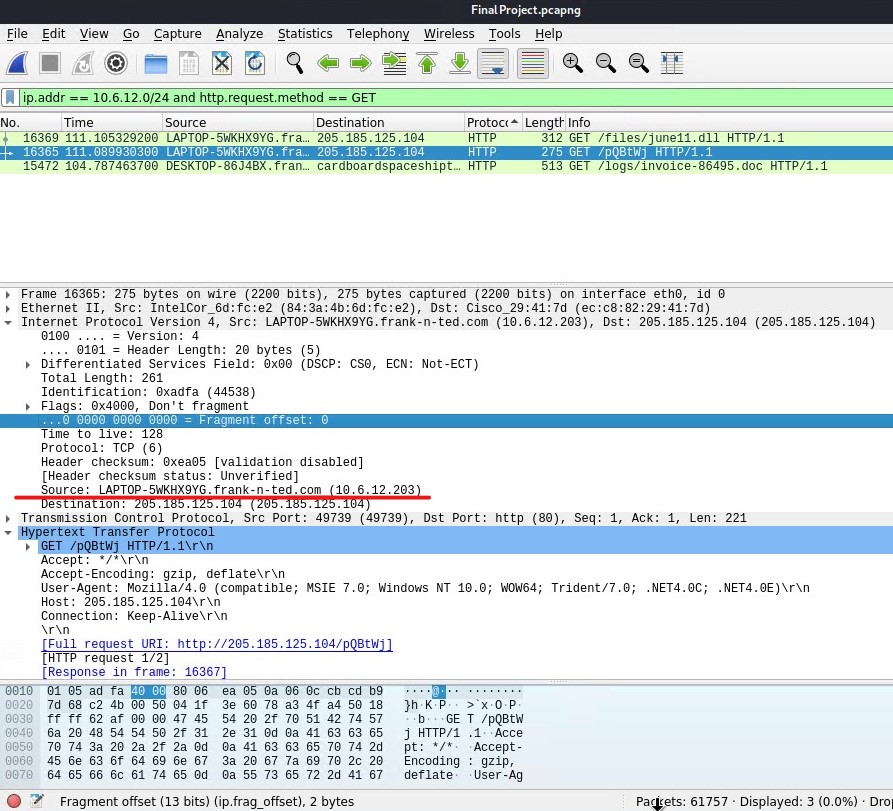 Final Project.pcapng
File Edit View Go Capture Analyze Statistics Telephony Wireless Tools Help
ip.addr == 10.6.12.0/24 and http.request.method == GET
No. Time Source Destination Protoc Length Info
16369 111.105329200 LAPTOP-5WKHX9YG.fra… 205.185.125.104 HTTP 312 GET /files/june11.dll HTTP/1.1
16365 111.089930300 LAPTOP-5WKHX9YG.fra… 205.185.125.104 HTTP 275 GET /pQBtWj HTTP/1.1
15472 104.787463700 DESKTOP-86J4BX.fran… cardboardspaceshipt… HTTP 513 GET /logs/invoice-86495.doc HTTP/1.1
Frame 16365: 275 bytes on wire (2200 bits), 275 bytes captured (2200 bits) on interface eth0, id 0
Ethernet II, Src: IntelCor_6d:fc:e2 (84:3a:4b:6d:fc:e2), Dst: Cisco_29:41:7d (ec:c8:82:29:41:7d)
Internet Protocol Version 4, Src: LAPTOP-5WKHX9YG.frank-n-ted.com (10.6.12.203), Dst: 205.185.125.104 (205.185.125.104)
0100 .... = Version: 4
.... 0101 = Header Length: 20 bytes (5)
Differentiated Services Field: 0x00 (DSCP: CS0, ECN: Not-ECT)
Total Length: 261
Identification: 0xadfa (44538)
Flags: 0x4000, Don't fragment
...0 0000 0000 0000 = Fragment offset: 0
Time to live: 128
Protocol: TCP (6)
Header checksum: 0xea05 [validation disabled]
[Header checksum status: Unverified]
Source: LAPTOP-5WKHX9YG.frank-n-ted.com (10.6.12.203)
Destination: 205.185.125.104 (205.185.125.104)
Transmission Control Protocol, Src Port: 49739 (49739), Dst Port: http (80), Seq: 1, Ack: 1, Len: 221
Hypertext Transfer Protocol
GET /pQBtWj HTTP/1.1\r\n
Accept: */*\r\n
Accept-Encoding: gzip, deflate\r\n
User-Agent: Mozilla/4.0 (compatible; MSIE 7.0; Windows NT 10.0; WOW64; Trident/7.0; .NET4.0C; .NET4.0E)\r\n
Host: 205.185.125.104\r\n
Connection: Keep-Alive\r\n
\r\n
[Full request URI: http://205.185.125.104/pQBtWj]
[HTTP request 1/2]
[Response in frame: 16367]
0010 01 05 ad fa 40 00 80 06 ea 05 0a 06 0c cb cd b9 ····@··· ········
0020 7d 68 c2 4b 00 50 04 1f 3e 60 78 a3 4f a4 50 18 }h·K·P·· >`x·O·P·
0030 ff ff 62 af 00 00 47 45 54 20 2f 70 51 42 74 57 ··b···GE T /pQBtW
0040 6a 20 48 54 54 50 2f 31 2e 31 0d 0a 41 63 63 65 j HTTP/1 .1··Acce
0050 70 74 3a 20 2a 2f 2a 0d 0a 41 63 63 65 70 74 2d pt: */*· ·Accept-
0060 45 6e 63 6f 64 69 6e 67 3a 20 67 7a 69 70 2c 20 Encoding : gzip,
0070 64 65 66 6c 61 74 65 0d 0a 55 73 65 72 2d 41 67 deflate· ·User-Ag
Fragment offset (13 bits) (ip.frag_offset), 2 bytes Packets: 61757 · Displayed: 3 (0.0%) · Dro